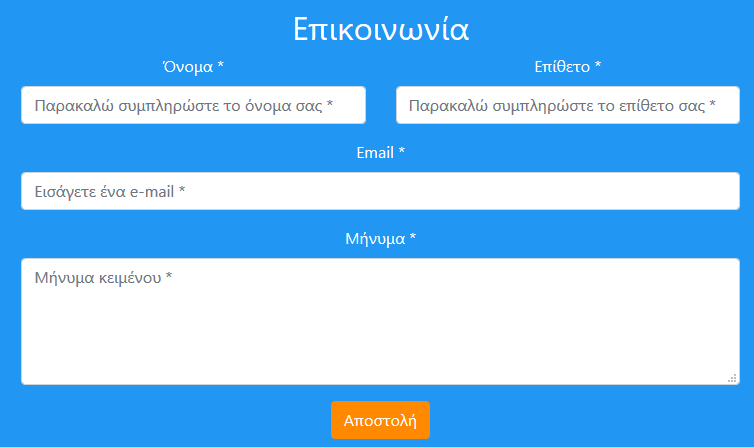 Επικοινωνία
Όνομα *
Επίθετο *
Παρακαλώ συμπληρώστε το όνομα σας *
Παρακαλώ συμπληρώστε το επίθετο σας *
Email *
Εισάγετε ένα e-mail *
Μήνυμα *
Μήνυμα κειμένου *
Αποστολή